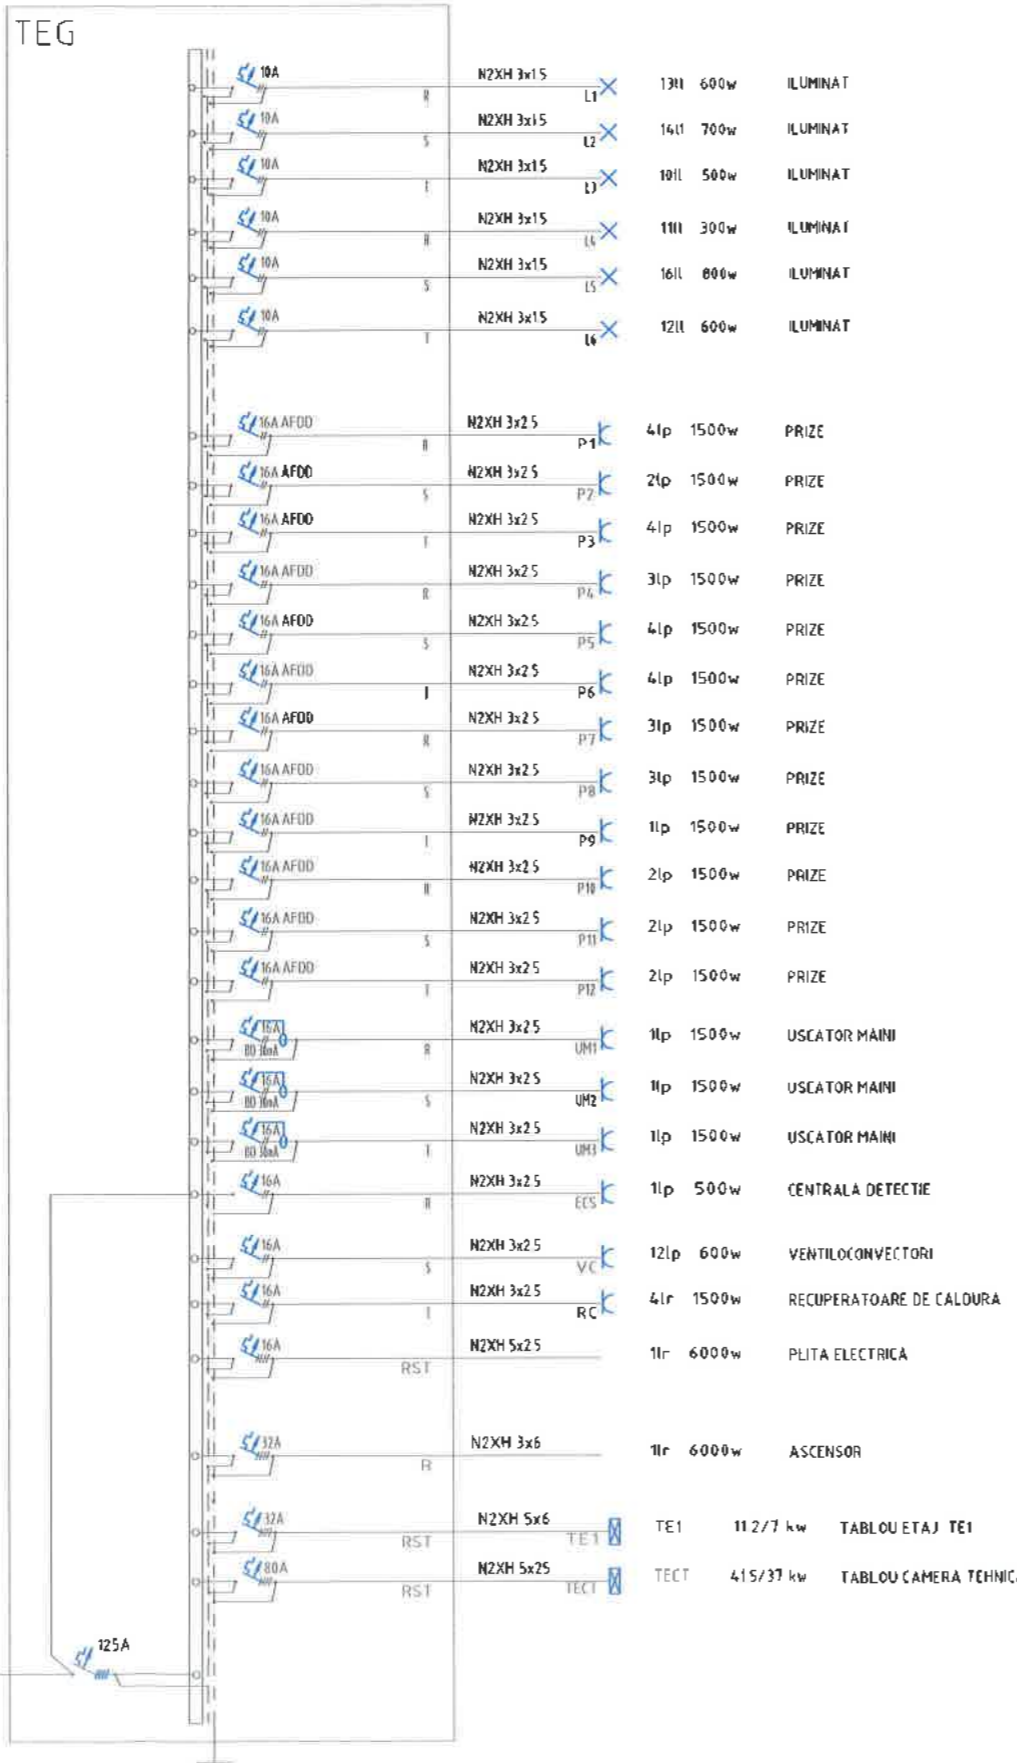 TEG
10A N2XH 3x1.5 R L1 13Il 600w ILUMINAT
10A N2XH 3x1.5 S L2 14Il 700w ILUMINAT
10A N2XH 3x1.5 T L3 10Il 500w ILUMINAT
10A N2XH 3x1.5 R L4 11Il 300w ILUMINAT
10A N2XH 3x1.5 S L5 16Il 800w ILUMINAT
10A N2XH 3x1.5 T L6 12Il 600w ILUMINAT
16A AFDD N2XH 3x2.5 R P1 4lp 1500w PRIZE
16A AFDD N2XH 3x2.5 S P2 2lp 1500w PRIZE
16A AFDD N2XH 3x2.5 T P3 4lp 1500w PRIZE
16A AFDD N2XH 3x2.5 R P4 3lp 1500w PRIZE
16A AFDD N2XH 3x2.5 S P5 4lp 1500w PRIZE
16A AFDD N2XH 3x2.5 T P6 4lp 1500w PRIZE
16A AFDD N2XH 3x2.5 R P7 3lp 1500w PRIZE
16A AFDD N2XH 3x2.5 S P8 3lp 1500w PRIZE
16A AFDD N2XH 3x2.5 T P9 1lp 1500w PRIZE
16A AFDD N2XH 3x2.5 R P10 2lp 1500w PRIZE
16A AFDD N2XH 3x2.5 S P11 2lp 1500w PRIZE
16A AFDD N2XH 3x2.5 T P12 2lp 1500w PRIZE
16A N2XH 3x2.5 R UM1 1lp 1500w USCATOR MAINI
30mA
16A N2XH 3x2.5 S UM2 1lp 1500w USCATOR MAINI
30mA
16A N2XH 3x2.5 T UM3 1lp 1500w USCATOR MAINI
30mA
16A N2XH 3x2.5 R ECS 1lp 500w CENTRALA DETECTIE
16A N2XH 3x2.5 S VC 12lp 600w VENTILOCONVECTORI
16A N2XH 3x2.5 T RC 4lr 1500w RECUPERATOARE DE CALDURA
16A N2XH 5x2.5 RST 1lr 6000w PLITA ELECTRICA
32A N2XH 3x6 R 1lr 6000w ASCENSOR
32A N2XH 5x6 RST TE1 TE1 11.2/7 kw TABLOU ETAJ TE1
80A N2XH 5x25 RST TECT TECT 41.5/37 kw TABLOU CAMERA TEHNIC
125A